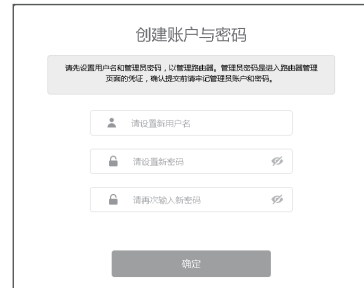 创建账户与密码
请先设置用户名和管理员密码，以管理路由器。管理员密码是进入路由器管理
页面的凭证，确认提交前请牢记管理员账户和密码。
请设置新用户名
请设置新密码
请再次输入新密码
确定